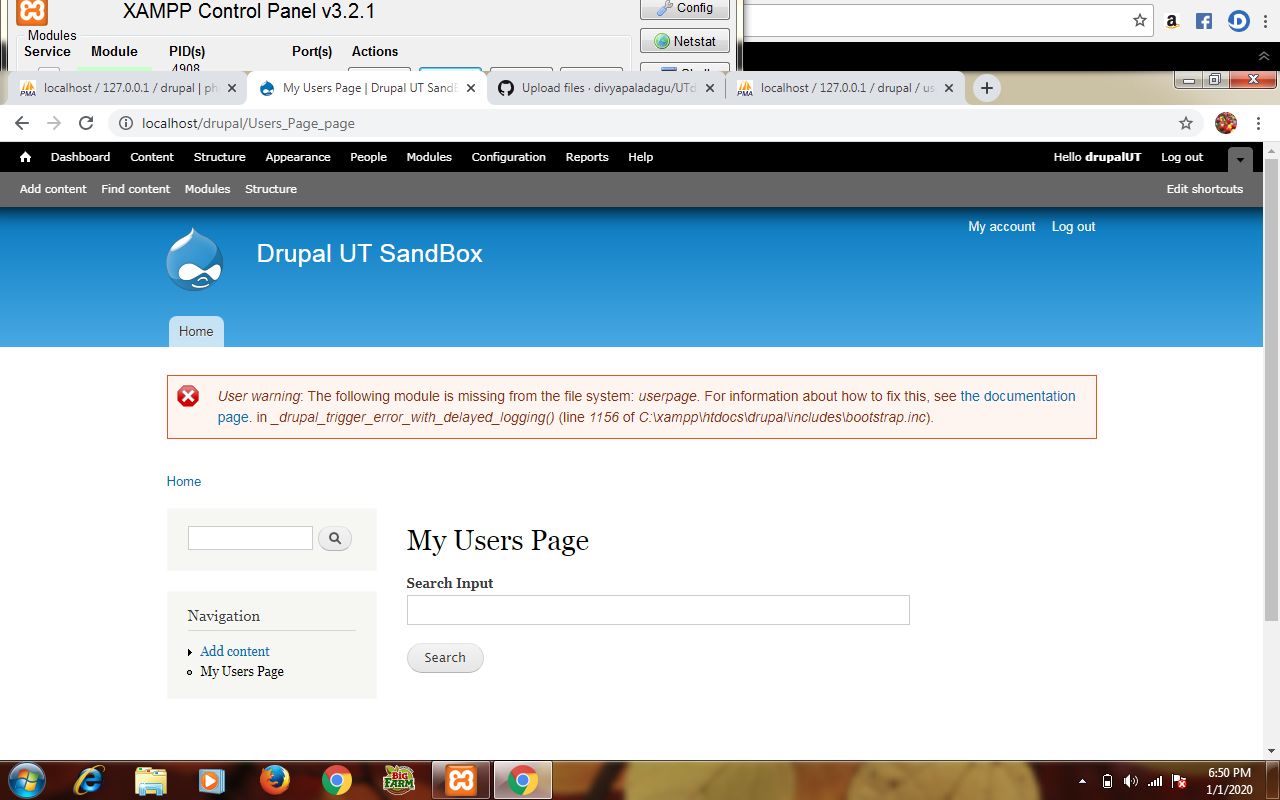 XAMPP Control Panel v3.2.1
Config
Modules
Netstat
Service Module PID(s) Port(s) Actions
4908
Shell
localhost / 127.0.0.1 / drupal | ph
My Users Page | Drupal UT SandB
Upload files · divyapaladagu/UTd
localhost / 127.0.0.1 / drupal / us
localhost/drupal/Users_Page_page
Dashboard Content Structure Appearance People Modules Configuration Reports Help Hello drupalUT Log out
Add content Find content Modules Structure Edit shortcuts
My account Log out
Drupal UT SandBox
Home
User warning: The following module is missing from the file system: userpage. For information about how to fix this, see the documentation
page. in _drupal_trigger_error_with_delayed_logging() (line 1156 of C:\xampp\htdocs\drupal\includes\bootstrap.inc).
Home
My Users Page
Search Input
Search
Navigation
Add content
My Users Page
BIG FARM
6:50 PM
1/1/2020